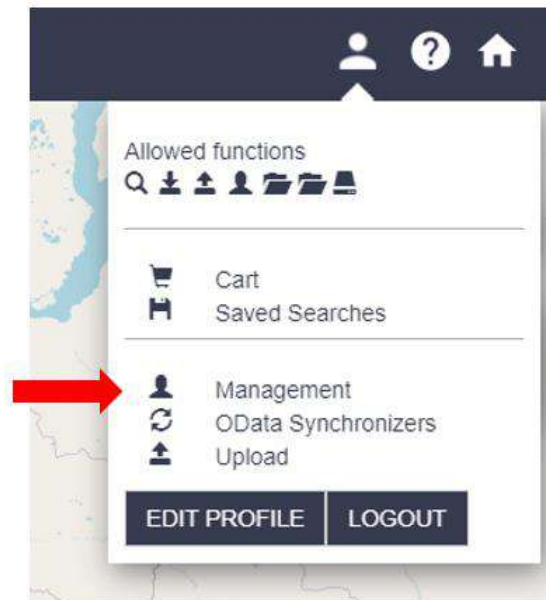 Allowed functions
Cart
Saved Searches
Management
OData Synchronizers
Upload
EDIT PROFILE LOGOUT